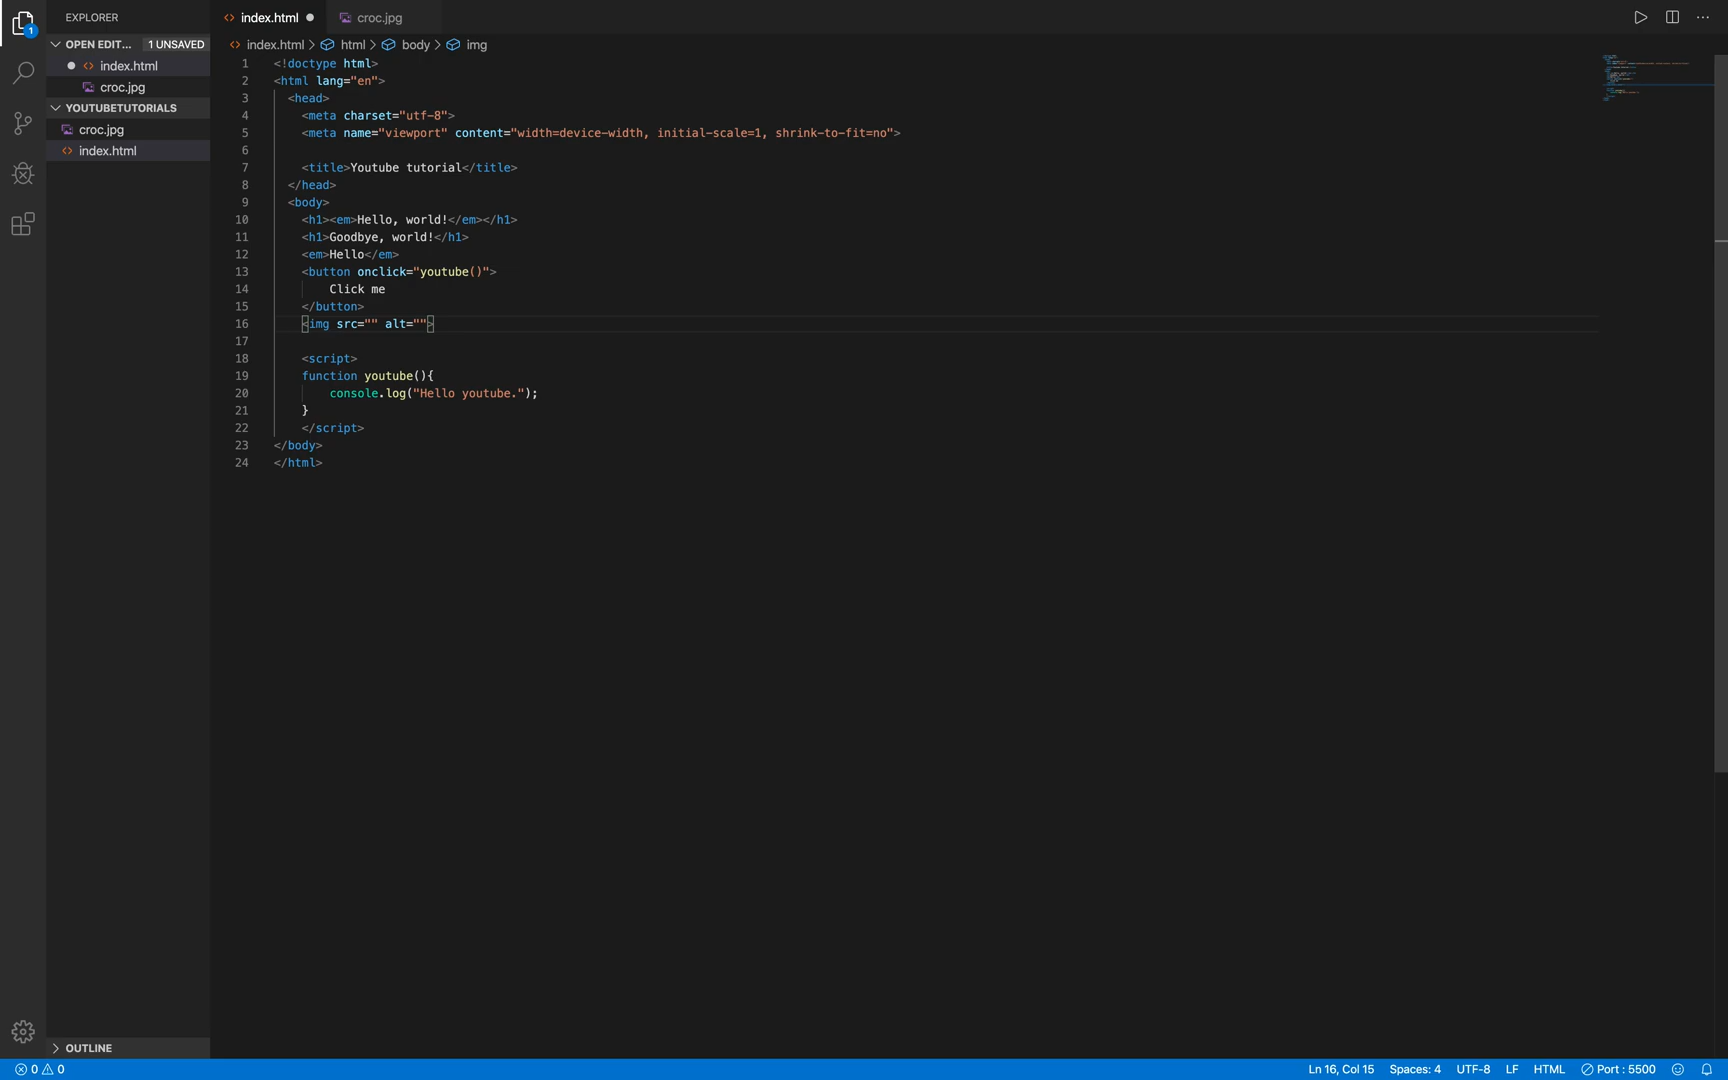 EXPLORER
OPEN EDIT... 1 UNSAVED
index.html
croc.jpg
YOUTUBETUTORIALS
croc.jpg
index.html
OUTLINE
1
index.html croc.jpg
index.html > html > body > img
1 <!doctype html>
2 <html lang="en">
3 <head>
4 <meta charset="utf-8">
5 <meta name="viewport" content="width=device-width, initial-scale=1, shrink-to-fit=no">
6
7 <title>Youtube tutorial</title>
8 </head>
9 <body>
10 <h1><em>Hello, world!</em></h1>
11 <h1>Goodbye, world!</h1>
12 <em>Hello</em>
13 <button onclick="youtube()">
14 Click me
15 </button>
16 <img src="" alt="">
17
18 <script>
19 function youtube(){
20 console.log("Hello youtube.");
21 }
22 </script>
23 </body>
24 </html>
0 0 Ln 16, Col 15 Spaces: 4 UTF-8 LF HTML Port : 5500